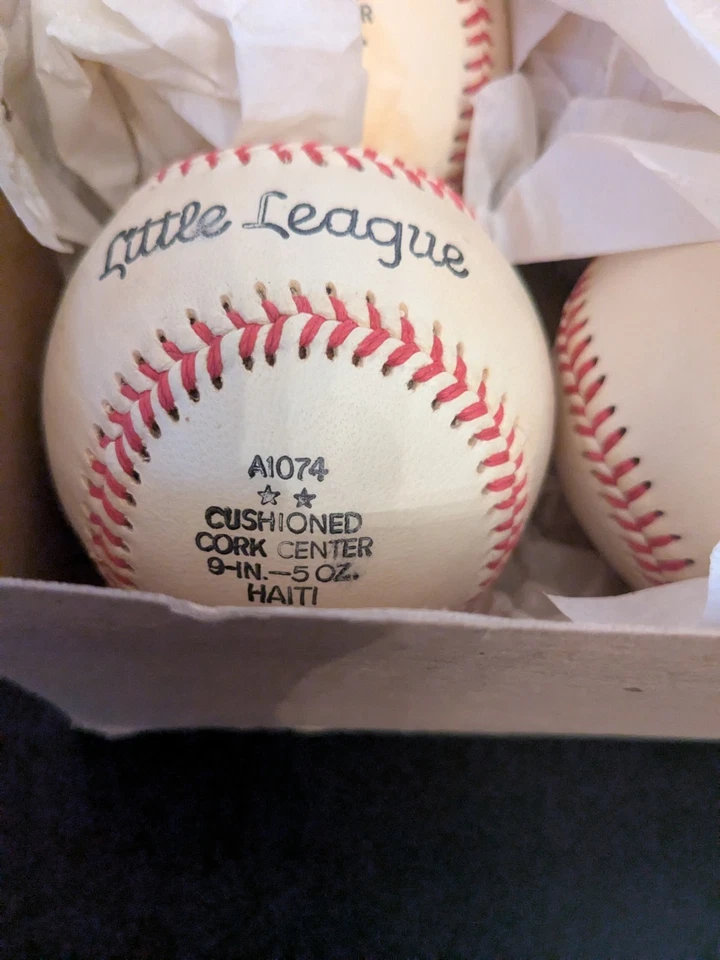 R
Little League
A1074
☆ ★
CUSHIONED
CORK CENTER
9-IN.—5 OZ.
HAITI